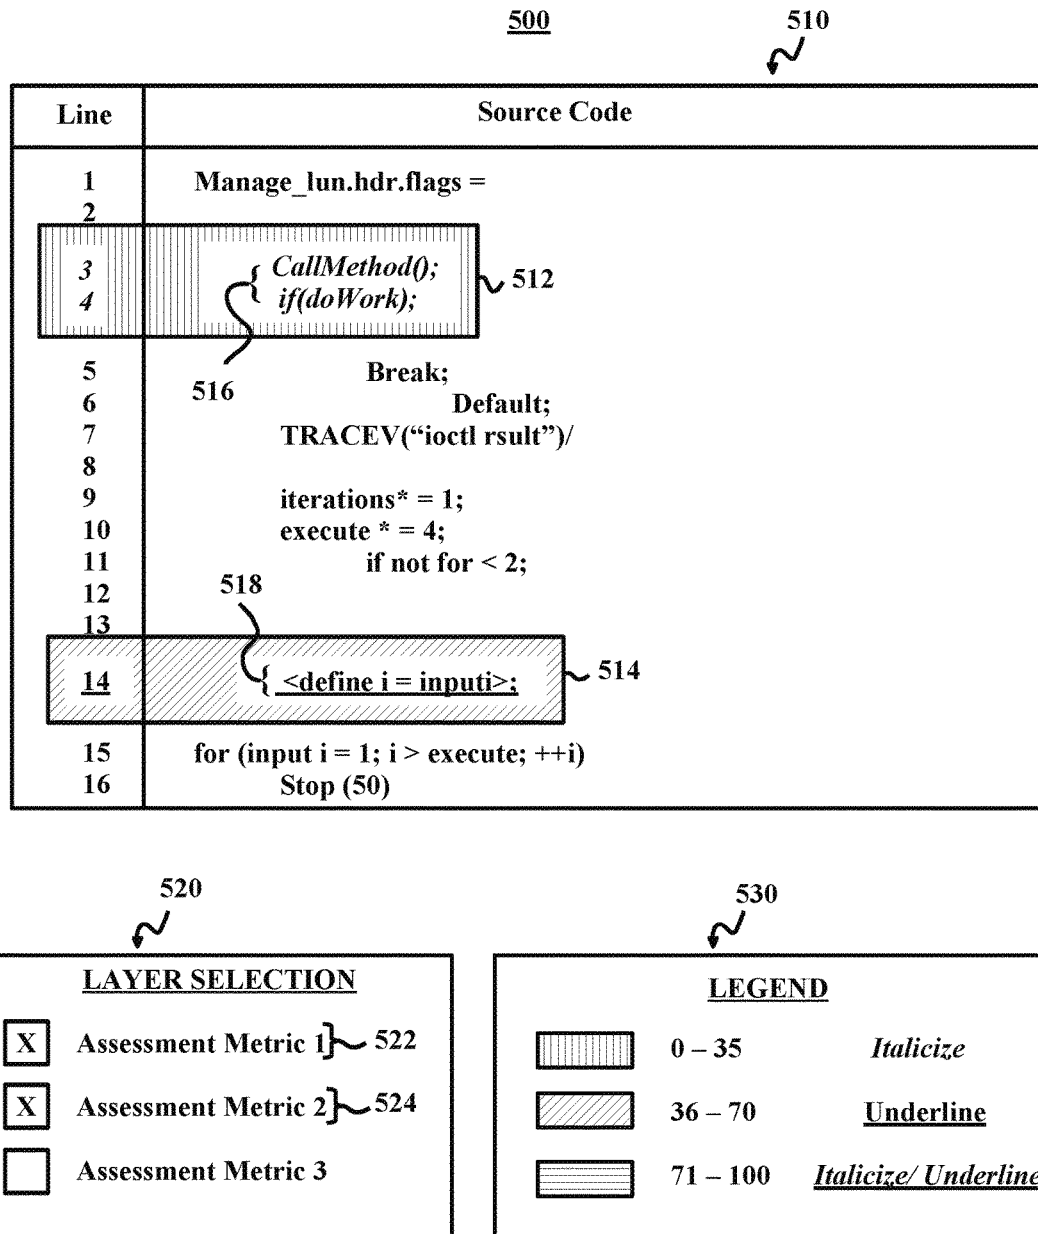 500
510
Line Source Code
1 Manage_lun.hdr.flags =
2
3 { CallMethod();
4 { if(doWork);
512
516
5 Break;
6 Default;
7 TRACEV(“ioctl rsult”)/
8
9 iterations* = 1;
10 execute * = 4;
11 if not for < 2;
12
518
13
14 { <define i = inputi>;
514
15 for (input i = 1; i > execute; ++i)
16 Stop (50)
520
LAYER SELECTION
X Assessment Metric 1} 522
X Assessment Metric 2} 524
Assessment Metric 3
530
LEGEND
0 – 35 Italicize
36 – 70 Underline
71 – 100 Italicize/ Underline